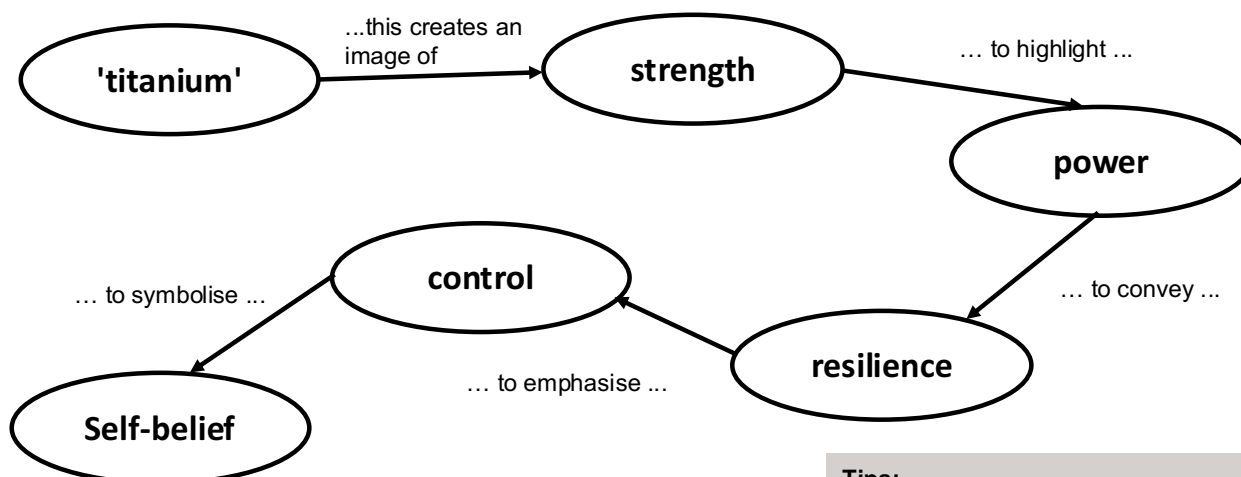 'titanium'
...this creates an
image of
strength
… to highlight ...
power
… to convey ...
resilience
… to emphasise ...
control
… to symbolise ...
Self-belief
Tips: